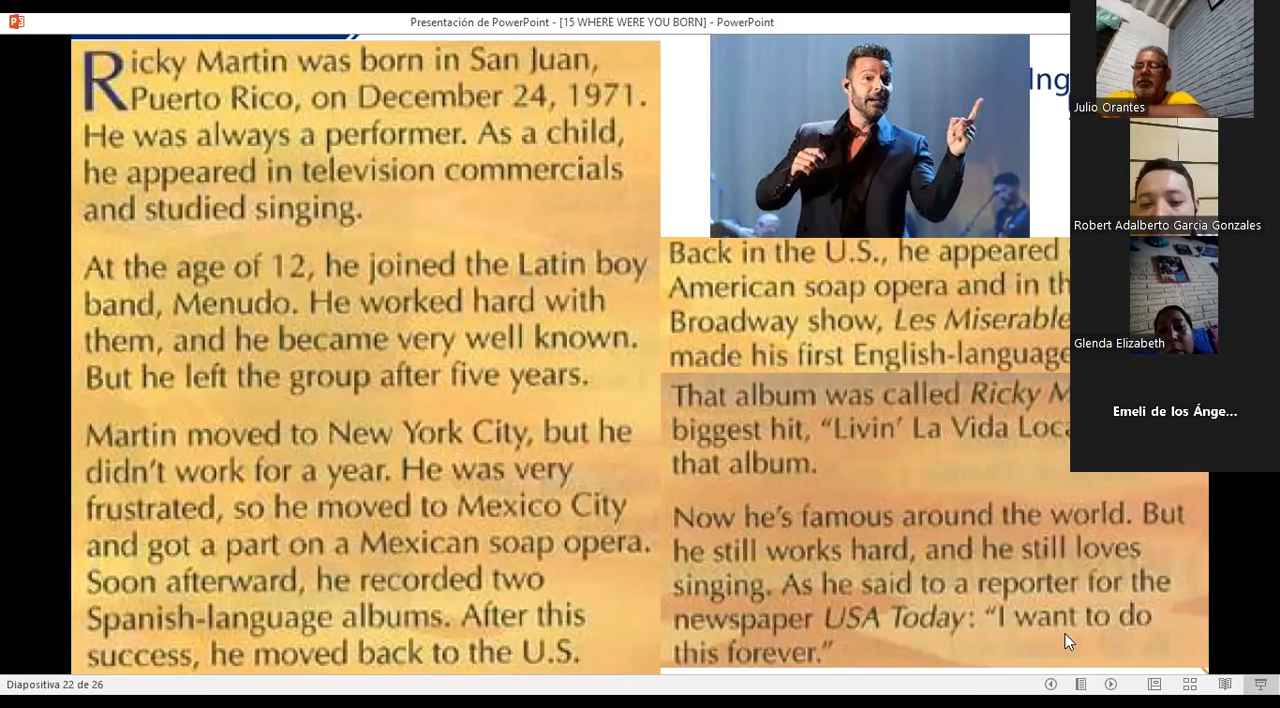 Presentación de PowerPoint - [15 WHERE WERE YOU BORN] - PowerPoint
Ricky Martin was born in San Juan,
Puerto Rico, on December 24, 1971.
He was always a performer. As a child,
he appeared in television commercials
and studied singing.
At the age of 12, he joined the Latin boy
band, Menudo. He worked hard with
them, and he became very well known.
But he left the group after five years.
Martin moved to New York City, but he
didn't work for a year. He was very
frustrated, so he moved to Mexico City
and got a part on a Mexican soap opera.
Soon afterward, he recorded two
Spanish-language albums. After this
success, he moved back to the U.S.
Ing
Back in the U.S., he appeared
American soap opera and in th
Broadway show, Les Miserable
made his first English-language
That album was called Ricky M
biggest hit, “Livin' La Vida Loca
that album.
Now he's famous around the world. But
he still works hard, and he still loves
singing. As he said to a reporter for the
newspaper USA Today: “I want to do
this forever.”
Julio Orantes
Robert Adalberto Garcia Gonzales
Glenda Elizabeth
Emeli de los Ánge...
Diapositiva 22 de 26